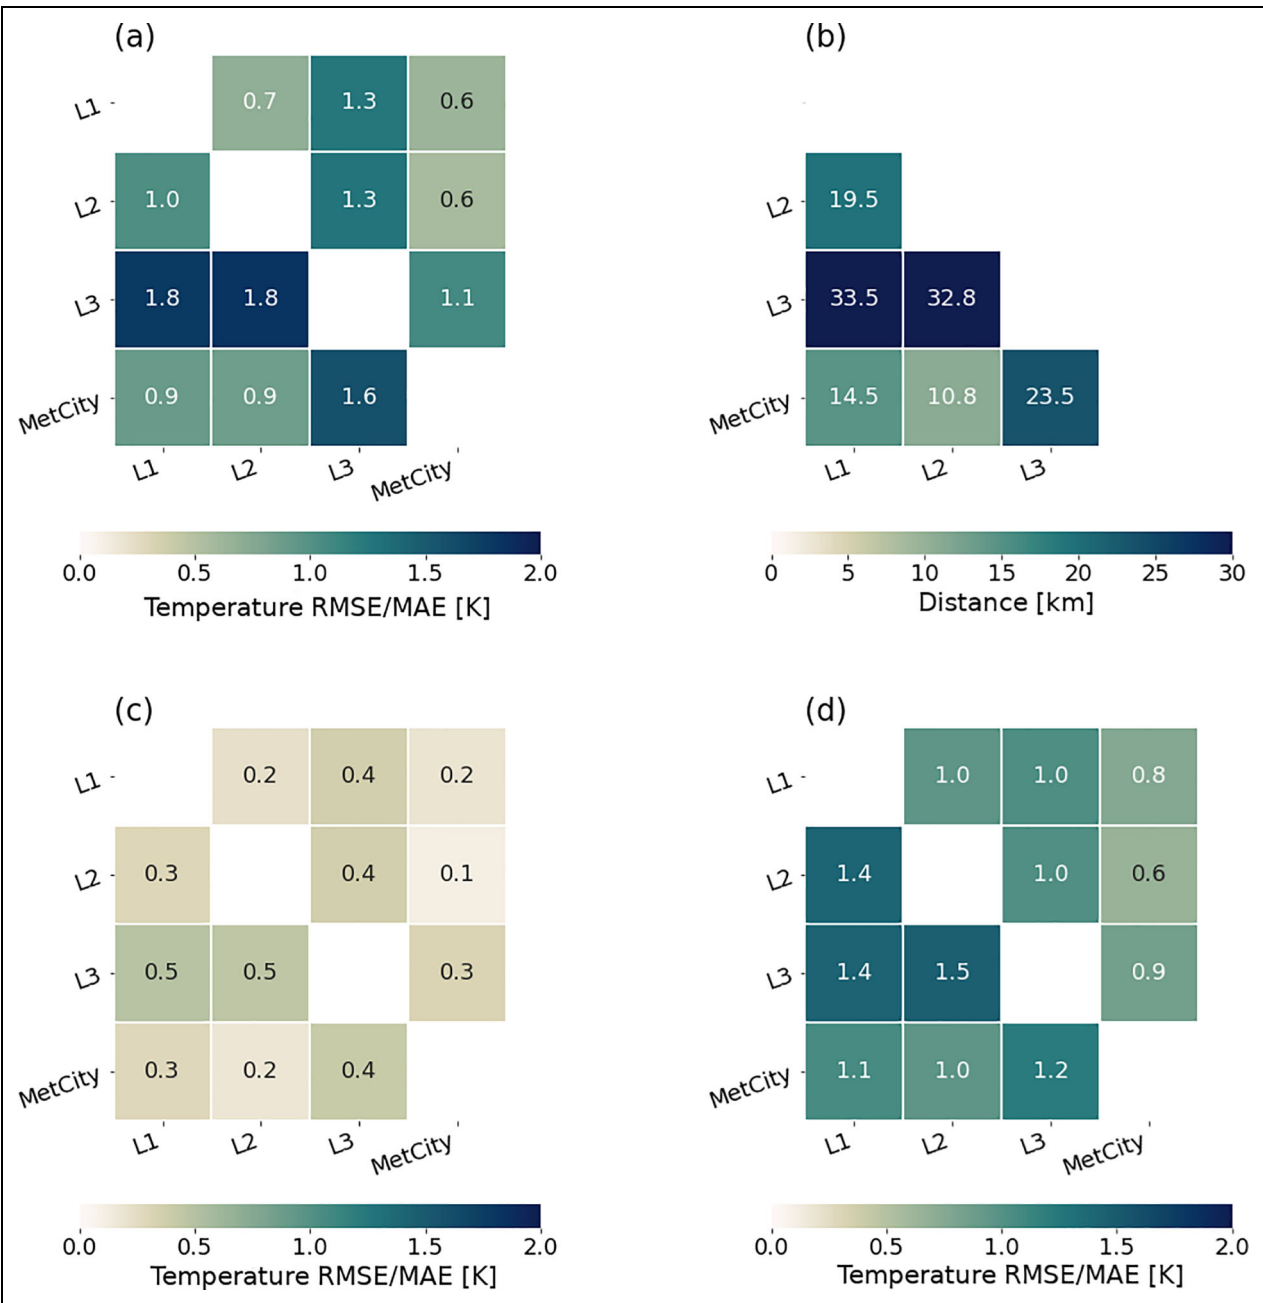 (a)
L1 0.7 1.3 0.6
L2 1.0 1.3 0.6
L3 1.8 1.8 1.1
MetCity 0.9 0.9 1.6
L1 L2 L3 MetCity
0.0 0.5 1.0 1.5 2.0
Temperature RMSE/MAE [K]
(b)
L2 19.5
L3 33.5 32.8
MetCity 14.5 10.8 23.5
L1 L2 L3
0 5 10 15 20 25 30
Distance [km]
(c)
L1 0.2 0.4 0.2
L2 0.3 0.4 0.1
L3 0.5 0.5 0.3
MetCity 0.3 0.2 0.4
L1 L2 L3 MetCity
0.0 0.5 1.0 1.5 2.0
Temperature RMSE/MAE [K]
(d)
L1 1.0 1.0 0.8
L2 1.4 1.0 0.6
L3 1.4 1.5 0.9
MetCity 1.1 1.0 1.2
L1 L2 L3 MetCity
0.0 0.5 1.0 1.5 2.0
Temperature RMSE/MAE [K]